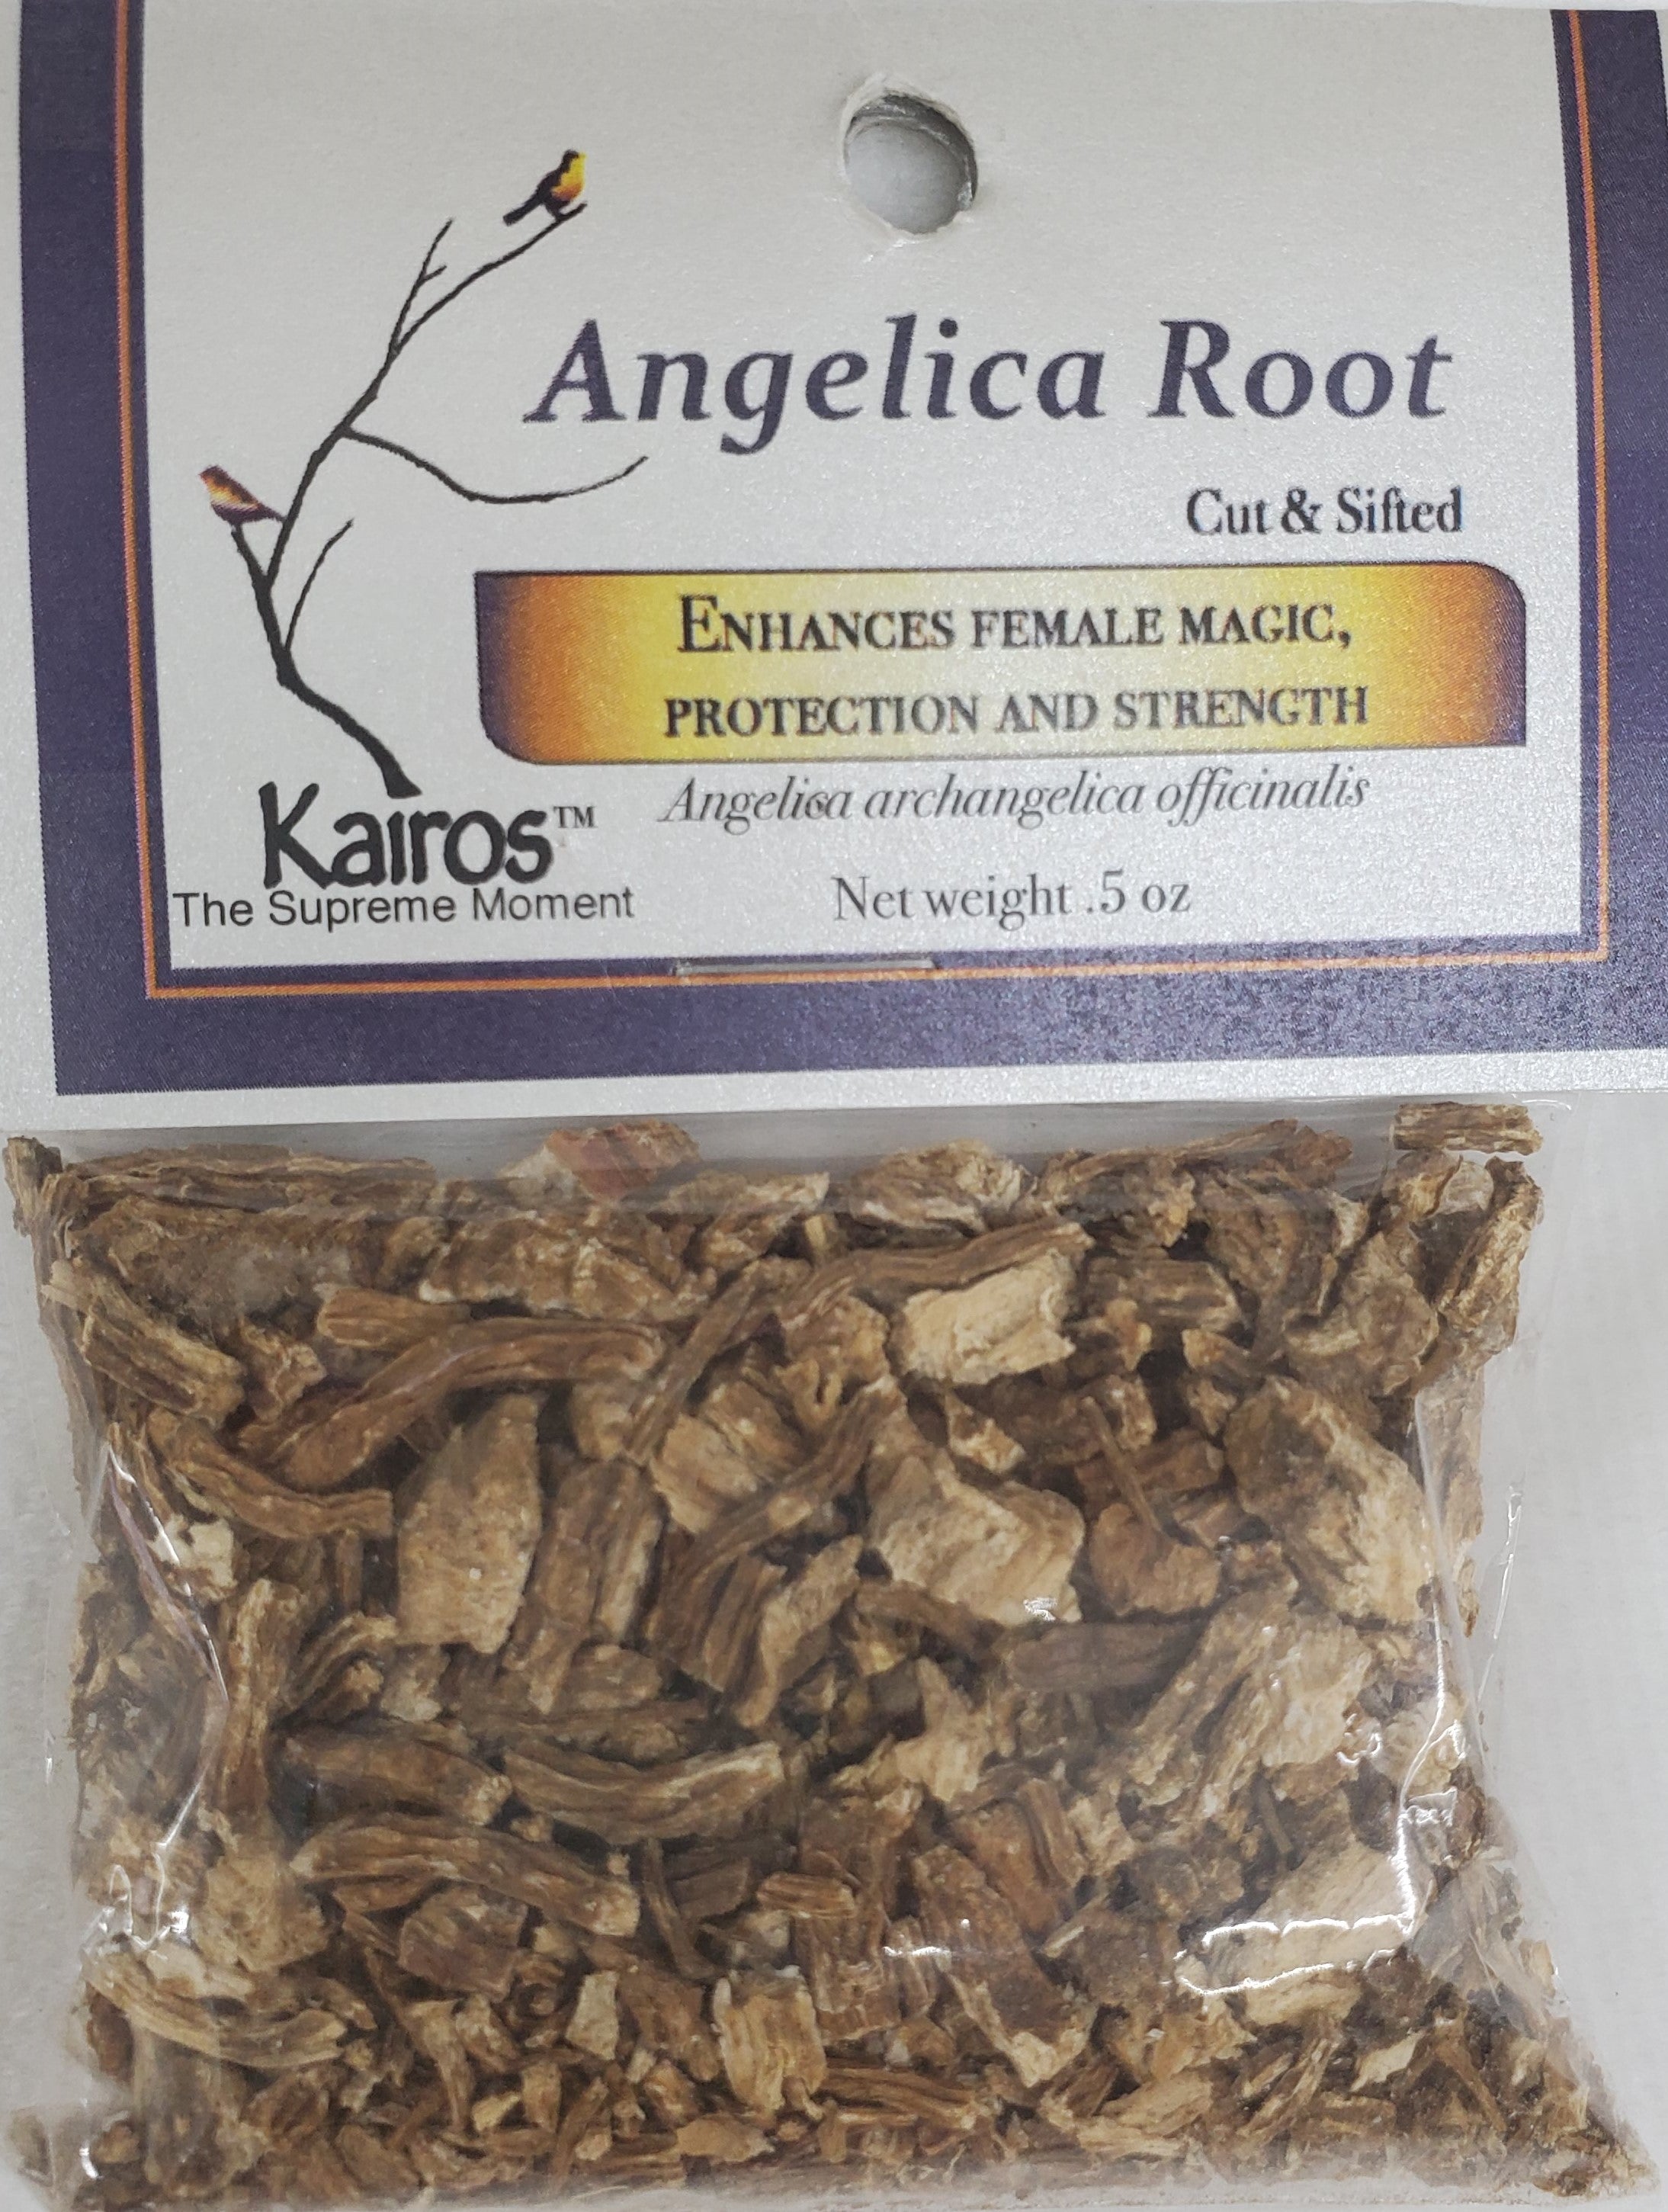 Angelica Root
Cut & Sifted
ENHANCES FEMALE MAGIC,
PROTECTION AND STRENGTH
Angelica archangelica officinalis
Net weight .5 oz
Kairos™
The Supreme Moment